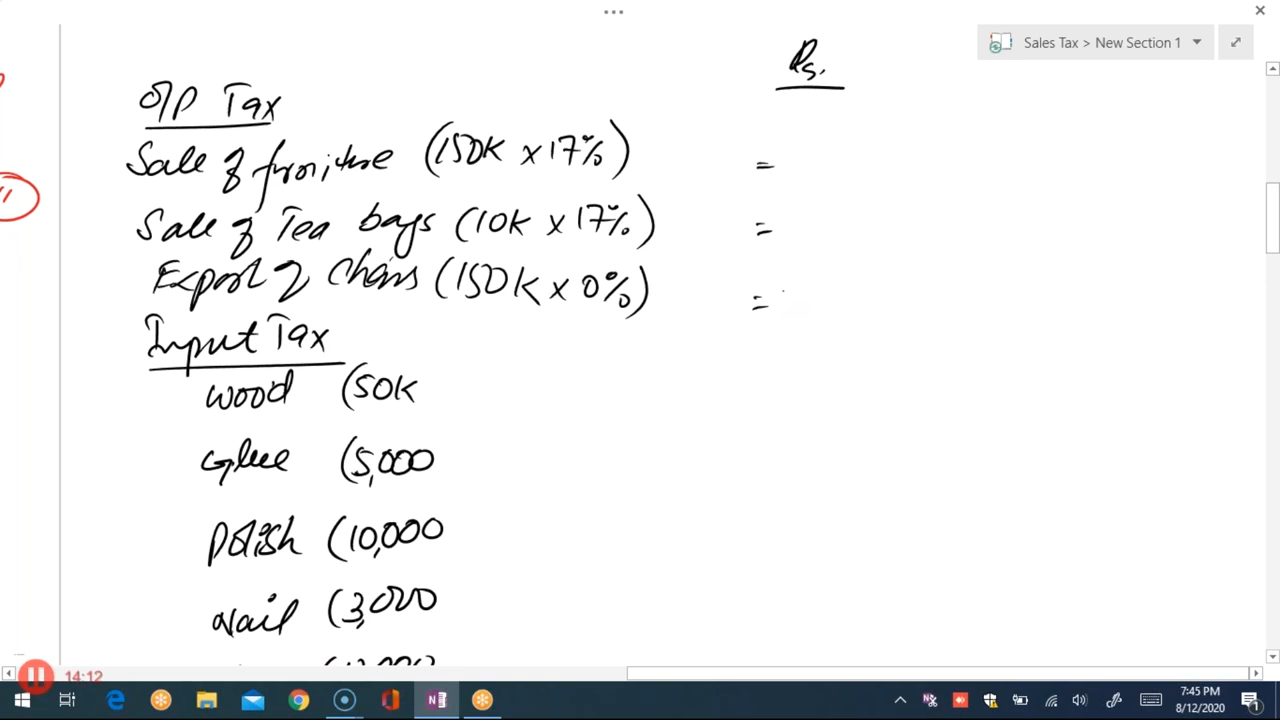 Sales Tax > New Section 1
Rs.
O/P Tax
Sale of furniture (150K x 17%) =
Sale of Tea bags (10K x 17%) =
Export of Chairs (150K x 0%) =
Input Tax
wood (50K
Glue (5,000
Polish (10,000
Nail (3,000
14:12
7:45 PM
8/12/2020